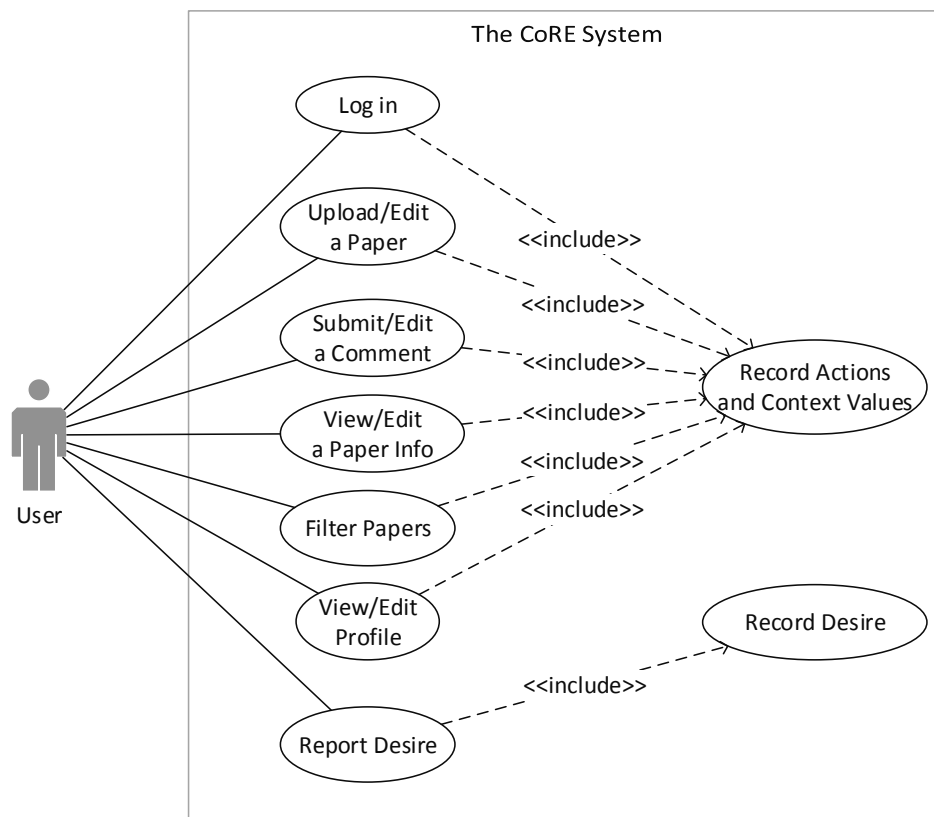 The CoRE System
Log in
Upload/Edit
a Paper
<<include>>
<<include>>
Submit/Edit
a Comment
<<include>>
Record Actions
and Context Values
View/Edit
a Paper Info
<<include>>
<<include>>
User
Filter Papers
<<include>>
View/Edit
Profile
Record Desire
<<include>>
Report Desire